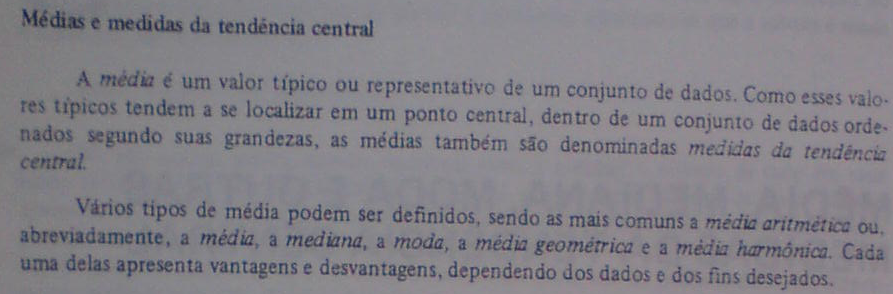 Médias e medidas da tendência central
A média é um valor típico ou representativo de um conjunto de dados. Como esses valo-
res típicos tendem a se localizar em um ponto central, dentro de um conjunto de dados orde-
nados segundo suas grandezas, as médias também são denominadas medidas da tendência
central.
Vários tipos de média podem ser definidos, sendo as mais comuns a média aritmética ou,
abreviadamente, a média, a mediana, a moda, a média geométrica e a média harmônica. Cada
uma delas apresenta vantagens e desvantagens, dependendo dos dados e dos fins desejados.